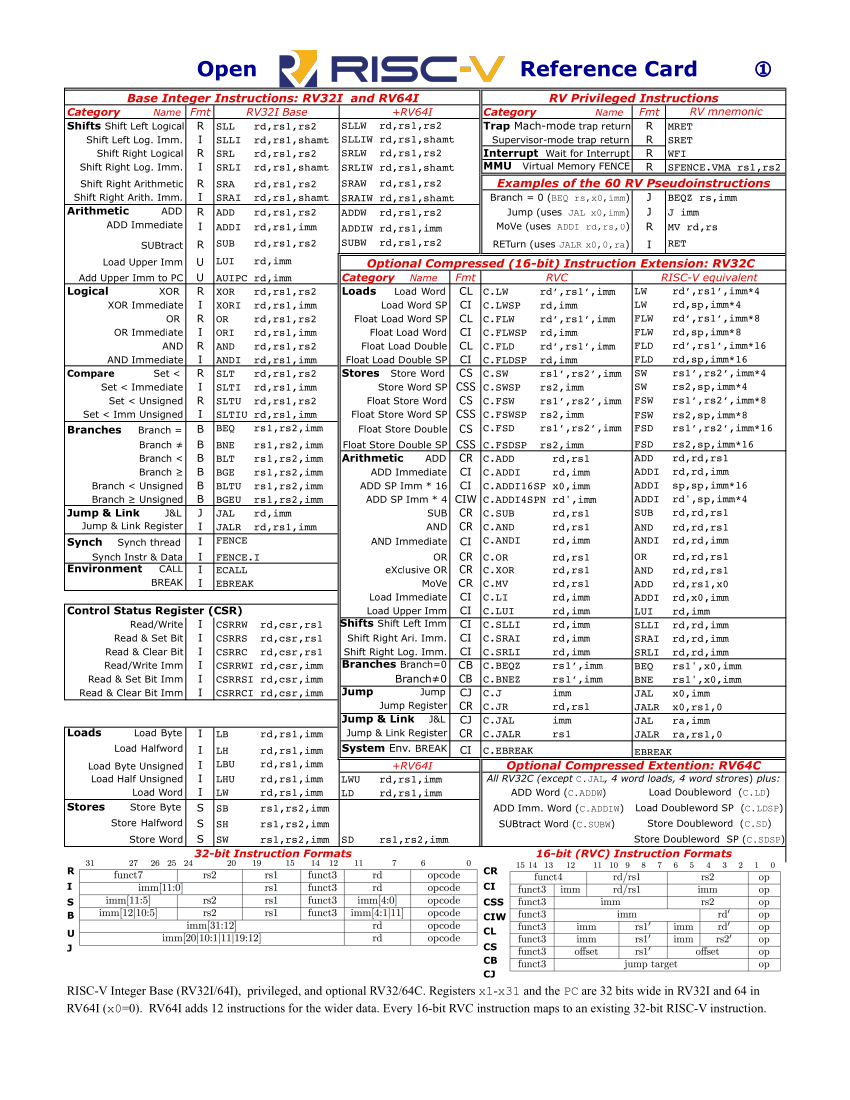 Open RISC-V Reference Card ①
Base Integer Instructions: RV32I and RV64I
Category Name Fmt RV32I Base +RV64I
Shifts Shift Left Logical R SLL rd,rs1,rs2 SLLW rd,rs1,rs2
Shift Left Log. Imm. I SLLI rd,rs1,shamt SLLIW rd,rs1,shamt
Shift Right Logical R SRL rd,rs1,rs2 SRLW rd,rs1,rs2
Shift Right Log. Imm. I SRLI rd,rs1,shamt SRLIW rd,rs1,shamt
Shift Right Arithmetic R SRA rd,rs1,rs2 SRAW rd,rs1,rs2
Shift Right Arith. Imm. I SRAI rd,rs1,shamt SRAIW rd,rs1,shamt
Arithmetic ADD R ADD rd,rs1,rs2 ADDW rd,rs1,rs2
ADD Immediate I ADDI rd,rs1,imm ADDIW rd,rs1,imm
SUBtract R SUB rd,rs1,rs2 SUBW rd,rs1,rs2
Load Upper Imm U LUI rd,imm
Add Upper Imm to PC U AUIPC rd,imm
Logical XOR R XOR rd,rs1,rs2
XOR Immediate I XORI rd,rs1,imm
OR R OR rd,rs1,rs2
OR Immediate I ORI rd,rs1,imm
AND R AND rd,rs1,rs2
AND Immediate I ANDI rd,rs1,imm
Compare Set < R SLT rd,rs1,rs2
Set < Immediate I SLTI rd,rs1,imm
Set < Unsigned R SLTU rd,rs1,rs2
Set < Imm Unsigned I SLTIU rd,rs1,imm
Branches Branch = B BEQ rs1,rs2,imm
Branch ≠ B BNE rs1,rs2,imm
Branch < B BLT rs1,rs2,imm
Branch ≥ B BGE rs1,rs2,imm
Branch < Unsigned B BLTU rs1,rs2,imm
Branch ≥ Unsigned B BGEU rs1,rs2,imm
Jump & Link J&L J JAL rd,imm
Jump & Link Register I JALR rd,rs1,imm
Synch Synch thread I FENCE
Synch Instr & Data I FENCE.I
Environment CALL I ECALL
BREAK I EBREAK
Control Status Register (CSR)
Read/Write I CSRRW rd,csr,rs1
Read & Set Bit I CSRRS rd,csr,rs1
Read & Clear Bit I CSRRC rd,csr,rs1
Read/Write Imm I CSRRWI rd,csr,imm
Read & Set Bit Imm I CSRRSI rd,csr,imm
Read & Clear Bit Imm I CSRRCI rd,csr,imm
Loads Load Byte I LB rd,rs1,imm
Load Halfword I LH rd,rs1,imm
Load Byte Unsigned I LBU rd,rs1,imm +RV64I
Load Half Unsigned I LHU rd,rs1,imm LWU rd,rs1,imm
Load Word I LW rd,rs1,imm LD rd,rs1,imm
Stores Store Byte S SB rs1,rs2,imm
Store Halfword S SH rs1,rs2,imm
Store Word S SW rs1,rs2,imm SD rs1,rs2,imm
RV Privileged Instructions
Category Name Fmt RV mnemonic
Trap Mach-mode trap return R MRET
Supervisor-mode trap return R SRET
Interrupt Wait for Interrupt R WFI
MMU Virtual Memory FENCE R SFENCE.VMA rs1,rs2
Examples of the 60 RV Pseudoinstructions
Branch = 0 (BEQ rs,x0,imm) J BEQZ rs,imm
Jump (uses JAL x0,imm) J J imm
MoVe (uses ADDI rd,rs,0) R MV rd,rs
RETurn (uses JALR x0,0,ra) I RET
Optional Compressed (16-bit) Instruction Extension: RV32C
Category Name Fmt RVC RISC-V equivalent
Loads Load Word CL C.LW rd′,rs1′,imm LW rd′,rs1′,imm*4
Load Word SP CI C.LWSP rd,imm LW rd,sp,imm*4
Float Load Word SP CL C.FLW rd′,rs1′,imm FLW rd′,rs1′,imm*8
Float Load Word CI C.FLWSP rd,imm FLW rd,sp,imm*8
Float Load Double CL C.FLD rd′,rs1′,imm FLD rd′,rs1′,imm*16
Float Load Double SP CI C.FLDSP rd,imm FLD rd,sp,imm*16
Stores Store Word CS C.SW rs1′,rs2′,imm SW rs1′,rs2′,imm*4
Store Word SP CSS C.SWSP rs2,imm SW rs2,sp,imm*4
Float Store Word CS C.FSW rs1′,rs2′,imm FSW rs1′,rs2′,imm*8
Float Store Word SP CSS C.FSWSP rs2,imm FSW rs2,sp,imm*8
Float Store Double CS C.FSD rs1′,rs2′,imm FSD rs1′,rs2′,imm*16
Float Store Double SP CSS C.FSDSP rs2,imm FSD rs2,sp,imm*16
Arithmetic ADD CR C.ADD rd,rs1 ADD rd,rd,rs1
ADD Immediate CI C.ADDI rd,imm ADDI rd,rd,imm
ADD SP Imm * 16 CI C.ADDI16SP x0,imm ADDI sp,sp,imm*16
ADD SP Imm * 4 CIW C.ADDI4SPN rd',imm ADDI rd',sp,imm*4
SUB CR C.SUB rd,rs1 SUB rd,rd,rs1
AND CR C.AND rd,rs1 AND rd,rd,rs1
AND Immediate CI C.ANDI rd,imm ANDI rd,rd,imm
OR CR C.OR rd,rs1 OR rd,rd,rs1
eXclusive OR CR C.XOR rd,rs1 AND rd,rd,rs1
MoVe CR C.MV rd,rs1 ADD rd,rs1,x0
Load Immediate CI C.LI rd,imm ADDI rd,x0,imm
Load Upper Imm CI C.LUI rd,imm LUI rd,imm
Shifts Shift Left Imm CI C.SLLI rd,imm SLLI rd,rd,imm
Shift Right Ari. Imm. CI C.SRAI rd,imm SRAI rd,rd,imm
Shift Right Log. Imm. CI C.SRLI rd,imm SRLI rd,rd,imm
Branches Branch=0 CB C.BEQZ rs1′,imm BEQ rs1',x0,imm
Branch≠0 CB C.BNEZ rs1′,imm BNE rs1',x0,imm
Jump Jump CJ C.J imm JAL x0,imm
Jump Register CR C.JR rd,rs1 JALR x0,rs1,0
Jump & Link J&L CJ C.JAL imm JAL ra,imm
Jump & Link Register CR C.JALR rs1 JALR ra,rs1,0
System Env. BREAK CI C.EBREAK EBREAK
Optional Compressed Extention: RV64C
All RV32C (except C.JAL, 4 word loads, 4 word strores) plus:
ADD Word (C.ADDW) Load Doubleword (C.LD)
ADD Imm. Word (C.ADDIW) Load Doubleword SP (C.LDSP)
SUBtract Word (C.SUBW) Store Doubleword (C.SD)
Store Doubleword SP (C.SDSP)
32-bit Instruction Formats
31 27 26 25 24 20 19 15 14 12 11 7 6 0
R funct7 rs2 rs1 funct3 rd opcode
I imm[11:0] rs1 funct3 rd opcode
S imm[11:5] rs2 rs1 funct3 imm[4:0] opcode
B imm[12|10:5] rs2 rs1 funct3 imm[4:1|11] opcode
U imm[31:12] rd opcode
J imm[20|10:1|11|19:12] rd opcode
16-bit (RVC) Instruction Formats
15 14 13 12 11 10 9 8 7 6 5 4 3 2 1 0
CR funct4 rd/rs1 rs2 op
CI funct3 imm rd/rs1 imm op
CSS funct3 imm rs2 op
CIW funct3 imm rd′ op
CL funct3 imm rs1′ imm rd′ op
CS funct3 imm rs1′ imm rs2′ op
CB funct3 offset rs1′ offset op
CJ funct3 jump target op
RISC-V Integer Base (RV32I/64I), privileged, and optional RV32/64C. Registers x1-x31 and the PC are 32 bits wide in RV32I and 64 in
RV64I (x0=0). RV64I adds 12 instructions for the wider data. Every 16-bit RVC instruction maps to an existing 32-bit RISC-V instruction.